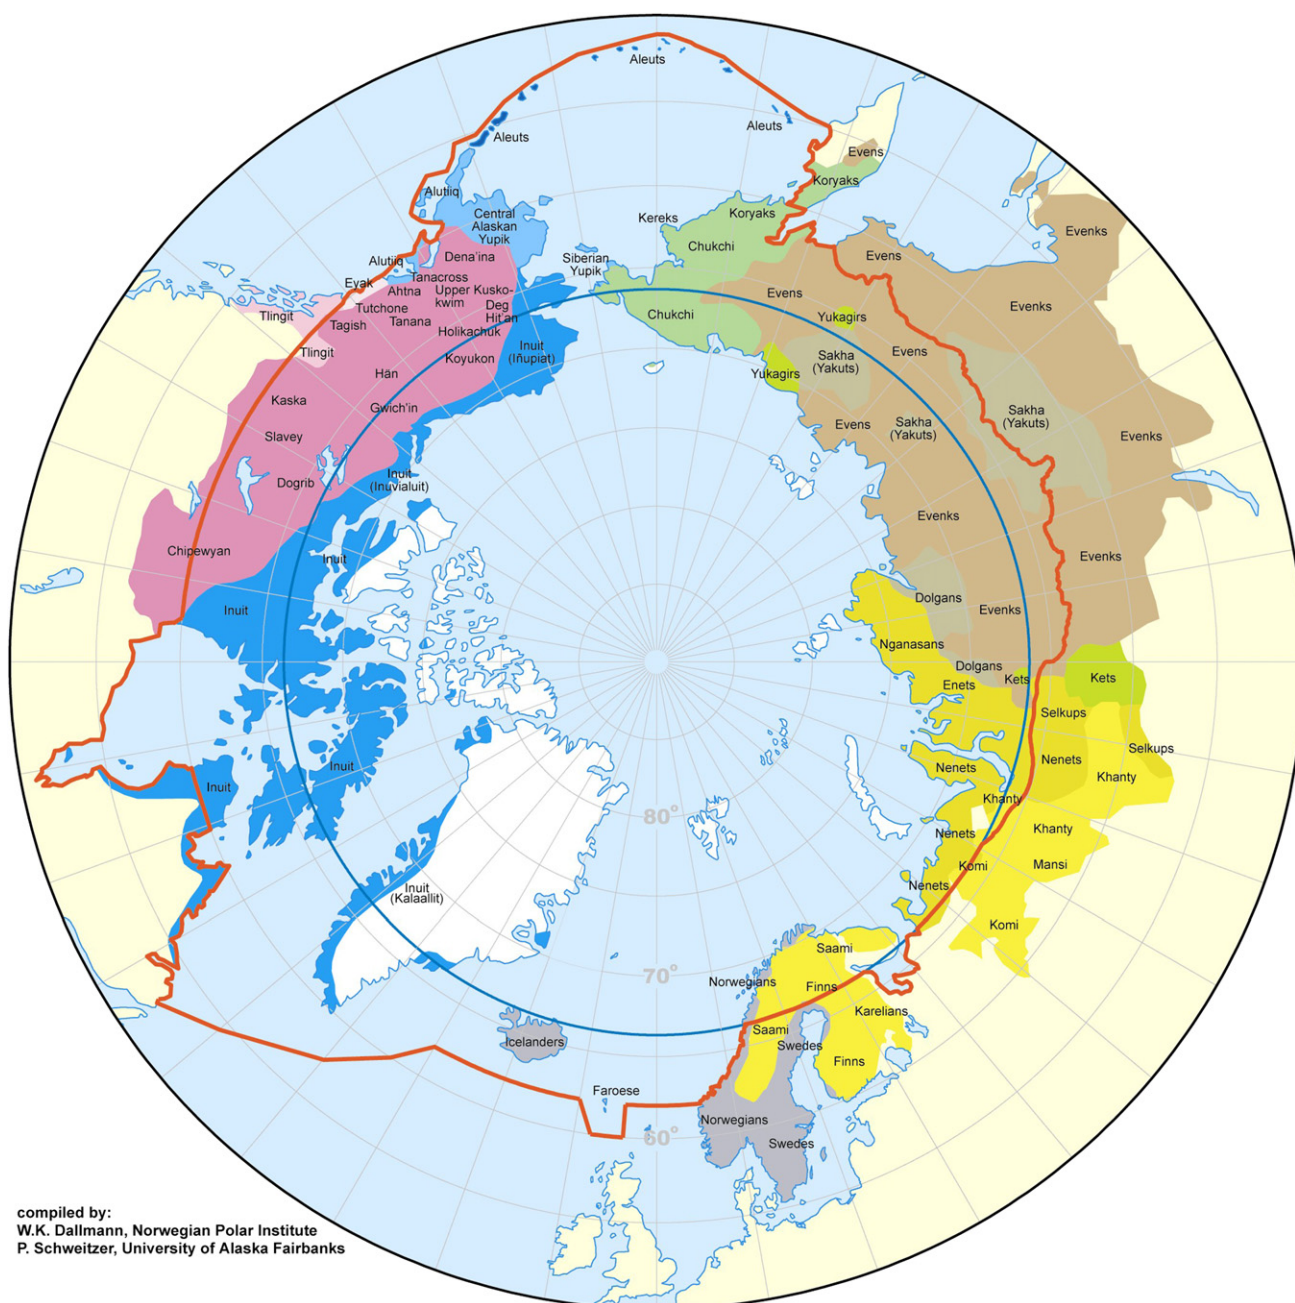 Aleuts
Aleuts
Aleuts
Evens
Koryaks
Alutiiq
Central
Alaskan
Yupik
Kereks
Koryaks
Chukchi
Evenks
Siberian
Yupik
Dena'ina
Evens
Alutiiq
Tanacross
Eyak
Ahtna
Upper Kusko-
kwim
Tutchone
Deg
Hit'an
Evens
Evenks
Tlingit
Tagish
Tanana
Holikachuk
Chukchi
Yukagirs
Tlingit
Koyukon
Inuit
(Iñupiat)
Evens
Sakha
(Yakuts)
Yukagirs
Hän
Kaska
Gwich'in
Sakha
(Yakuts)
Evens
Sakha
(Yakuts)
Slavey
Evenks
Dogrib
Inuit
(Inuvialuit)
Evenks
Chipewyan
Inuit
Evenks
Dolgans
Inuit
Evenks
Nganasans
Dolgans
Kets
Kets
Enets
Selkups
Selkups
Inuit
Nenets
Nenets
Khanty
Inuit
Khanty
80°
Nenets
Khanty
Komi
Mansi
Inuit
(Kalaallit)
Nenets
Komi
Saami
70°
Norwegians
Finns
Karelians
Saami
Icelanders
Swedes
Finns
Faroese
Norwegians
60°
Swedes
compiled by:
W.K. Dallmann, Norwegian Polar Institute
P. Schweitzer, University of Alaska Fairbanks